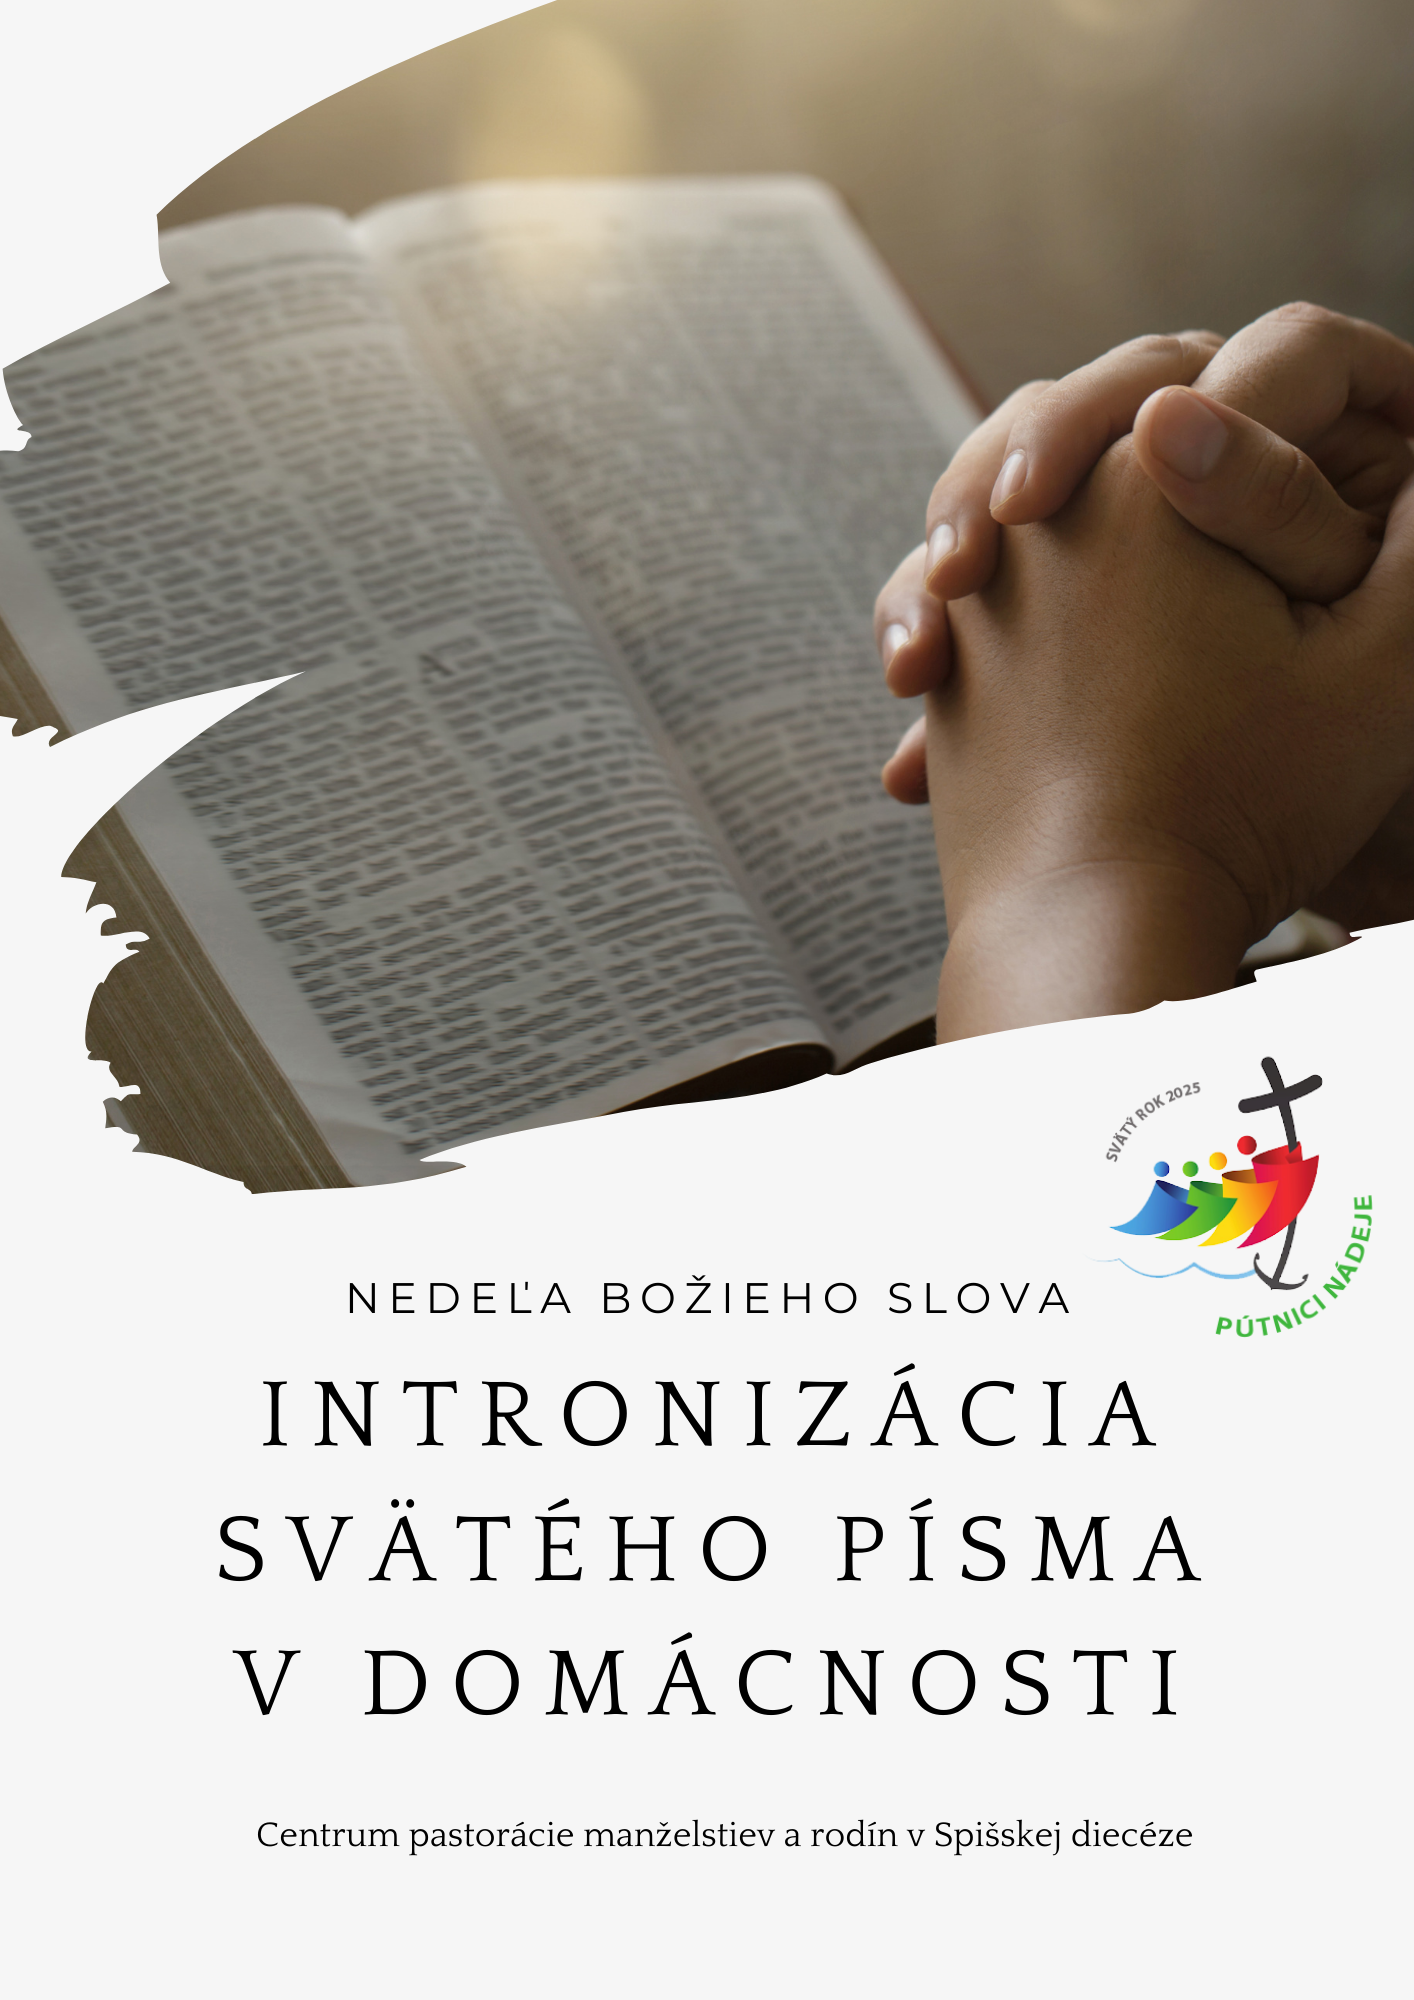 SVÄTÝ ROK 2025
PÚTNICI NÁDEJE
NEDEĽA BOŽIEHO SLOVA
INTRONIZÁCIA
SVÄTÉHO PÍSMA
V DOMÁCNOSTI
Centrum pastorácie manželstiev a rodín v Spišskej diecéze